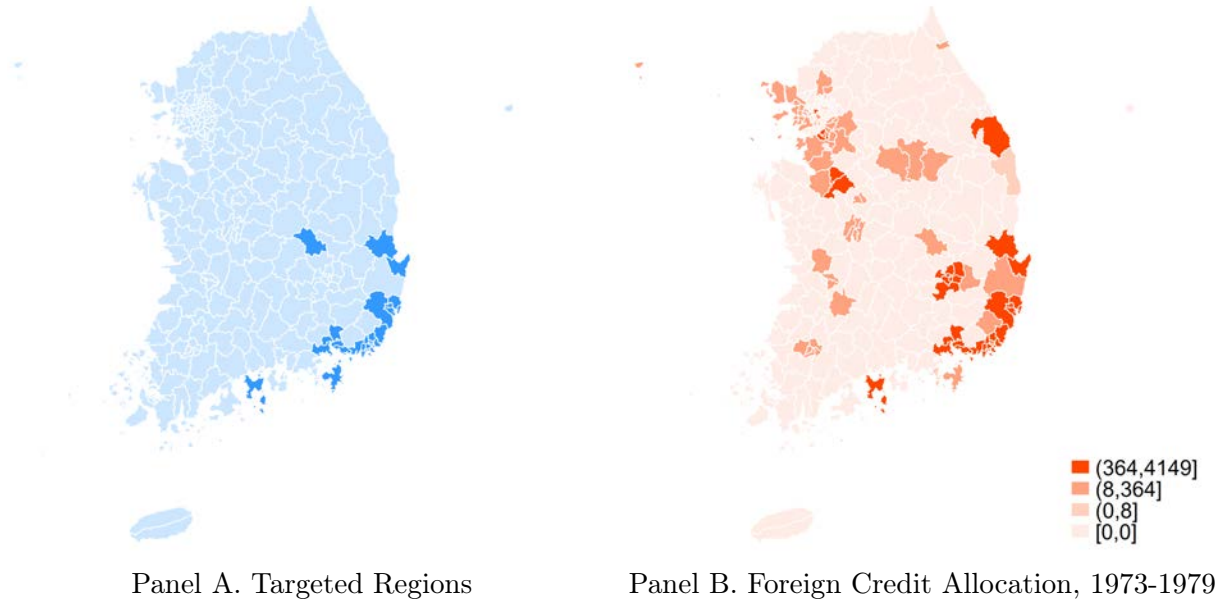 (364,4149]
(8,364]
(0,8]
[0,0]
Panel A. Targeted Regions
Panel B. Foreign Credit Allocation, 1973-1979